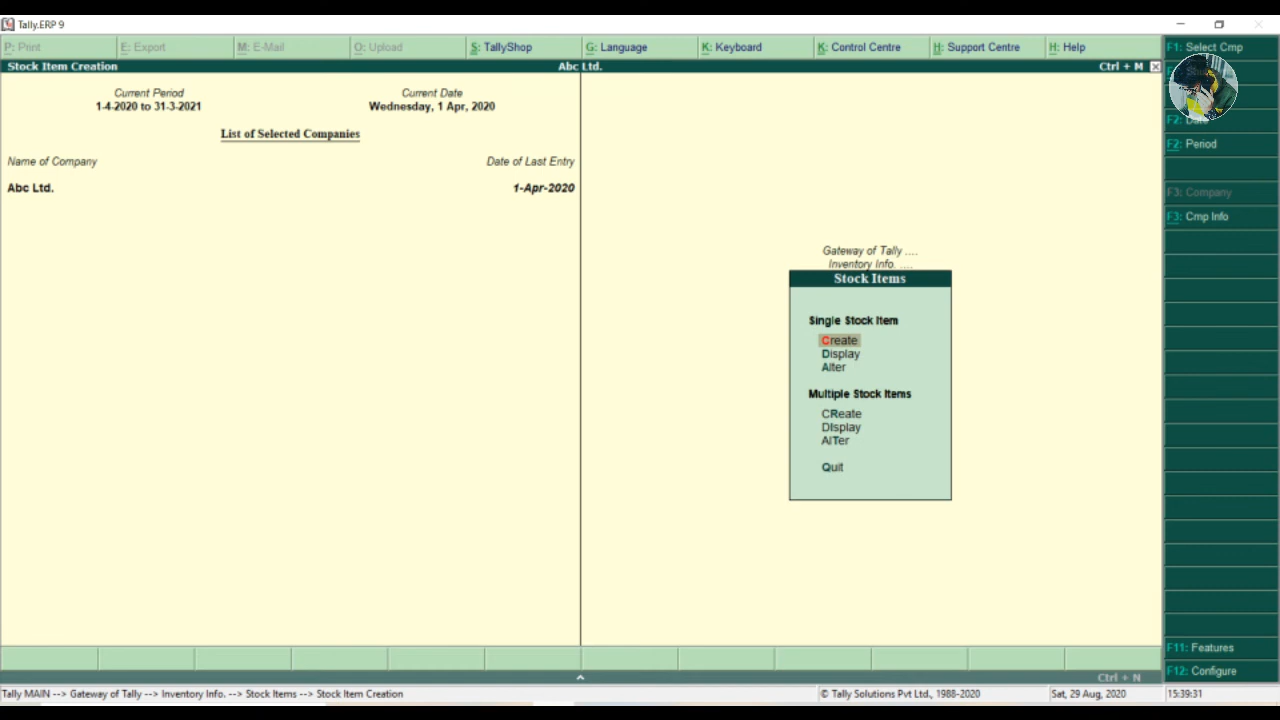 Tally.ERP 9
P: Print E: Export M: E-Mail O: Upload S: TallyShop G: Language K: Keyboard K: Control Centre H: Support Centre H: Help
Stock Item Creation Abc Ltd. Ctrl + M
Current Period Current Date
1-4-2020 to 31-3-2021 Wednesday, 1 Apr, 2020
List of Selected Companies
Name of Company Date of Last Entry
Abc Ltd. 1-Apr-2020
Gateway of Tally ....
Inventory Info. ....
Stock Items
Single Stock Item
Create
Display
Alter
Multiple Stock Items
CReate
DIsplay
AlTer
Quit
F1: Select Cmp
F2:
F2: Period
F3: Company
F3: Cmp Info
F11: Features
F12: Configure
Ctrl + N
Tally MAIN --> Gateway of Tally --> Inventory Info. --> Stock Items --> Stock Item Creation © Tally Solutions Pvt Ltd., 1988-2020 Sat, 29 Aug, 2020 15:39:31